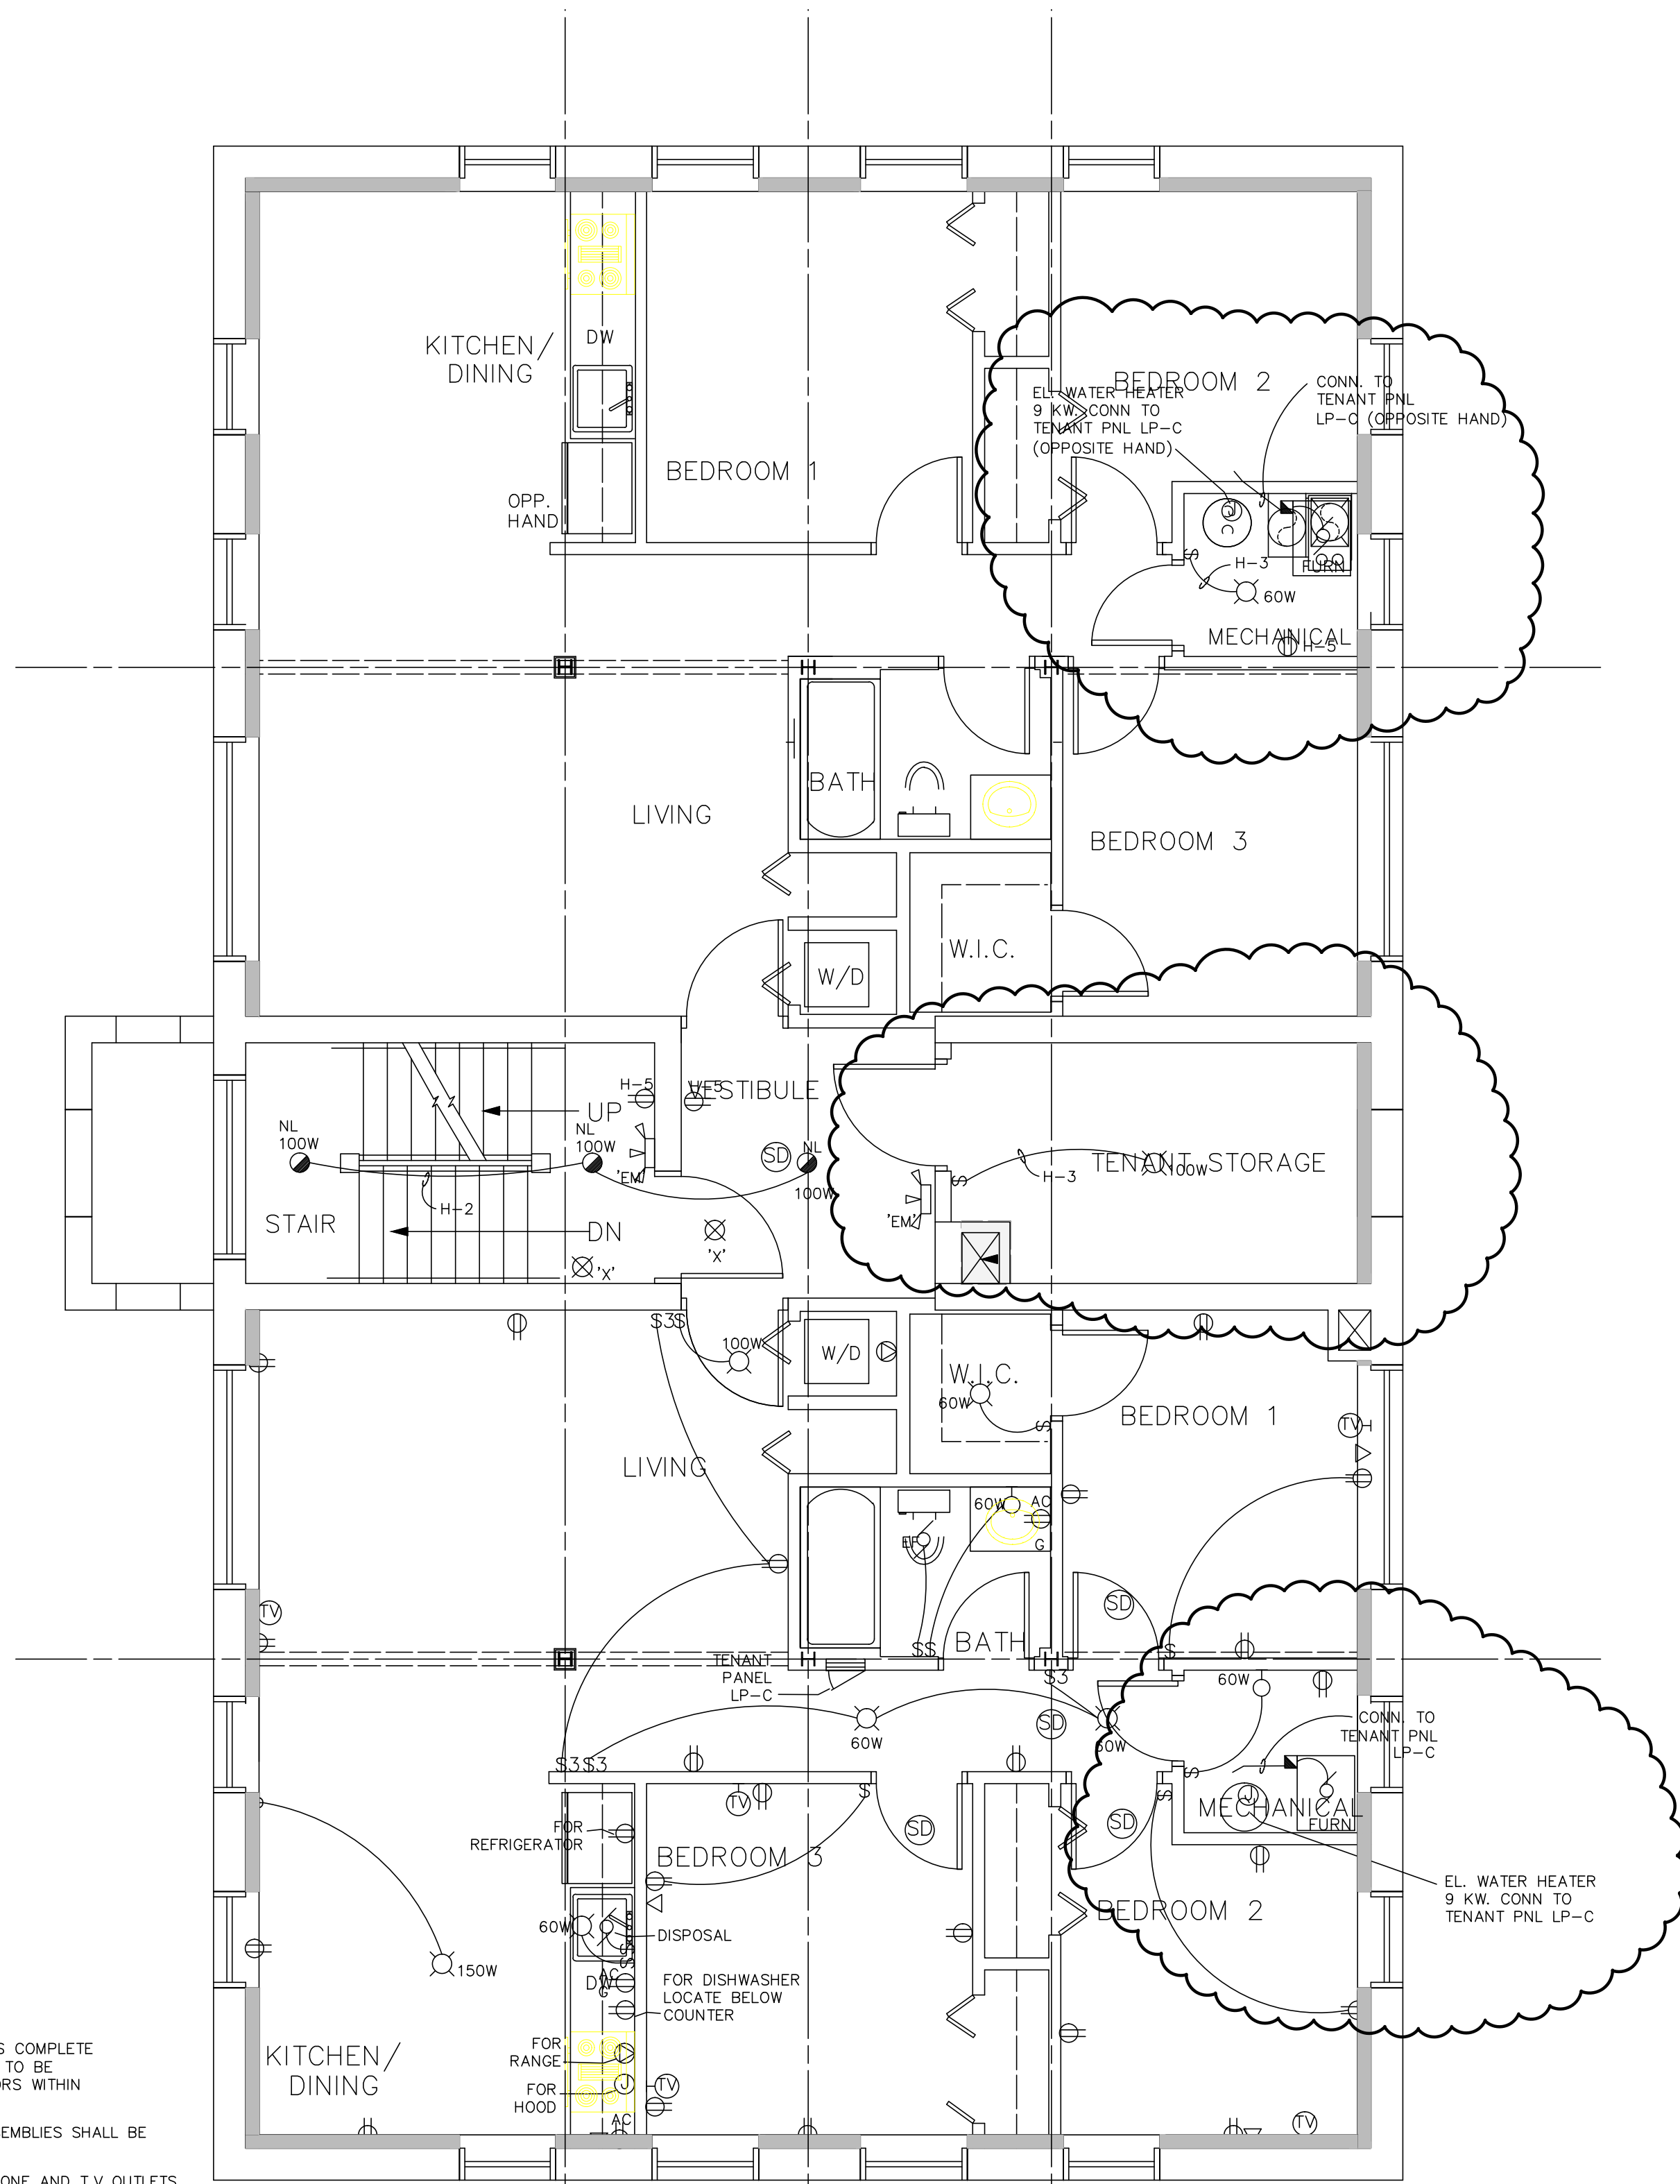 KITCHEN/
DINING
DW
OPP.
HAND
BEDROOM 1
BEDROOM 2
EL. WATER HEATER
9 KW. CONN TO
TENANT PNL LP-C
(OPPOSITE HAND)
CONN. TO
TENANT PNL
LP-C (OPPOSITE HAND)
J
$
H-3
FURN
60W
MECHANICAL
H-5
LIVING
BATH
BEDROOM 3
W.I.C.
W/D
H-5
H-5
VESTIBULE
UP
NL
100W
NL
100W
'EM'
SD
NL
100W
TENANT STORAGE
100W
$
H-3
H-2
'EM'
STAIR
DN
'X'
'X'
$3$
100W
W/D
W.I.C.
60W
$
BEDROOM 1
TV
LIVING
60W
AC
G
EF
TV
SD
$$
BATH
$
TENANT
PANEL
LP-C
$3
60W
60W
SD
60W
CONN. TO
TENANT PNL
LP-C
$3 $3
$
$
$
TV
SD
SD
J
MECHANICAL
FURN
FOR
REFRIGERATOR
BEDROOM 3
EL. WATER HEATER
9 KW. CONN TO
TENANT PNL LP-C
BEDROOM 2
60W
DISPOSAL
$$
150W
AC
DW
G
FOR DISHWASHER
LOCATE BELOW
COUNTER
FOR
RANGE
FOR
HOOD
J
TV
AC
TV
KITCHEN/
DINING
S COMPLETE
TO BE
ORS WITHIN
SEMBLIES SHALL BE
ONE AND T.V OUTLETS